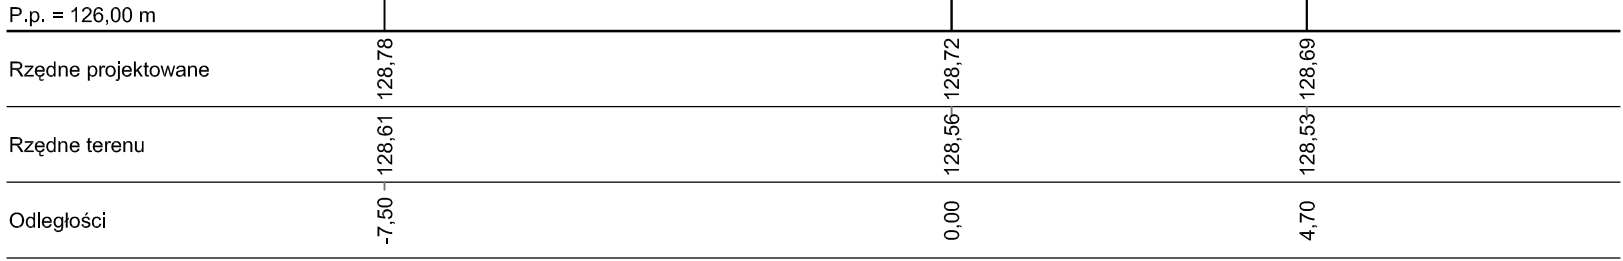 P.p. = 126,00 m
Rzędne projektowane 128,78 128,72 128,69
Rzędne terenu 128,61 128,56 128,53
Odległości -7,50 0,00 4,70